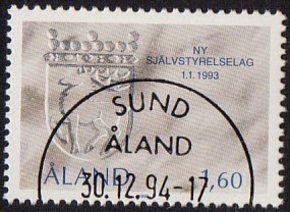 NY
SJÄLVSTYRELSELAG
1.1.1993
SUND
ÅLAND
ÅLAND 1,60
30.12.94-17